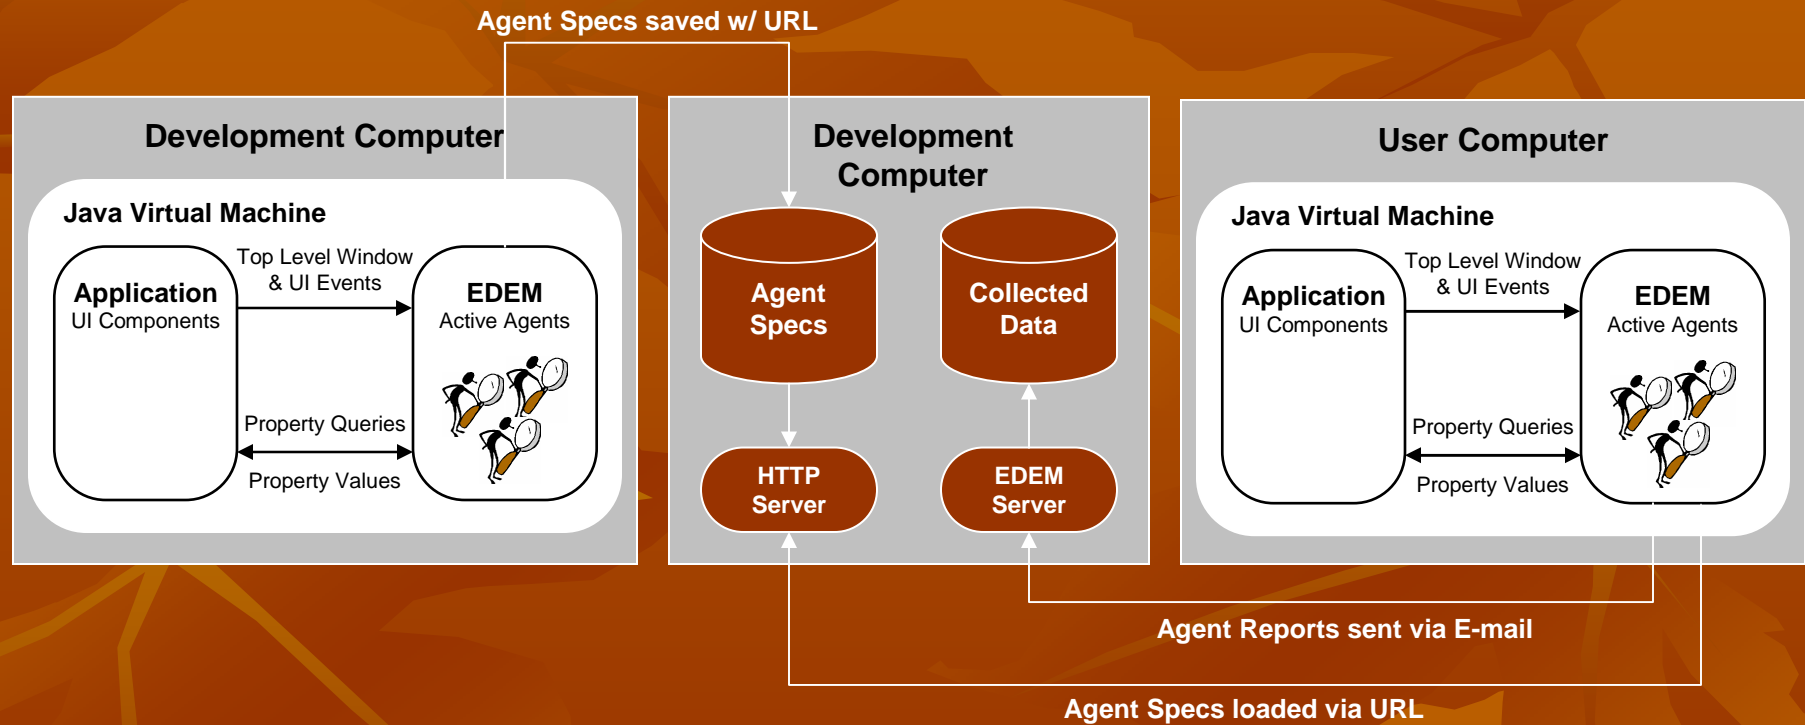 Agent Specs saved w/ URL
Development Computer
Java Virtual Machine
Application
UI Components
Top Level Window
& UI Events
EDEM
Active Agents
Property Queries
Property Values
Development
Computer
Agent
Specs
Collected
Data
HTTP
Server
EDEM
Server
User Computer
Java Virtual Machine
Application
UI Components
Top Level Window
& UI Events
EDEM
Active Agents
Property Queries
Property Values
Agent Reports sent via E-mail
Agent Specs loaded via URL